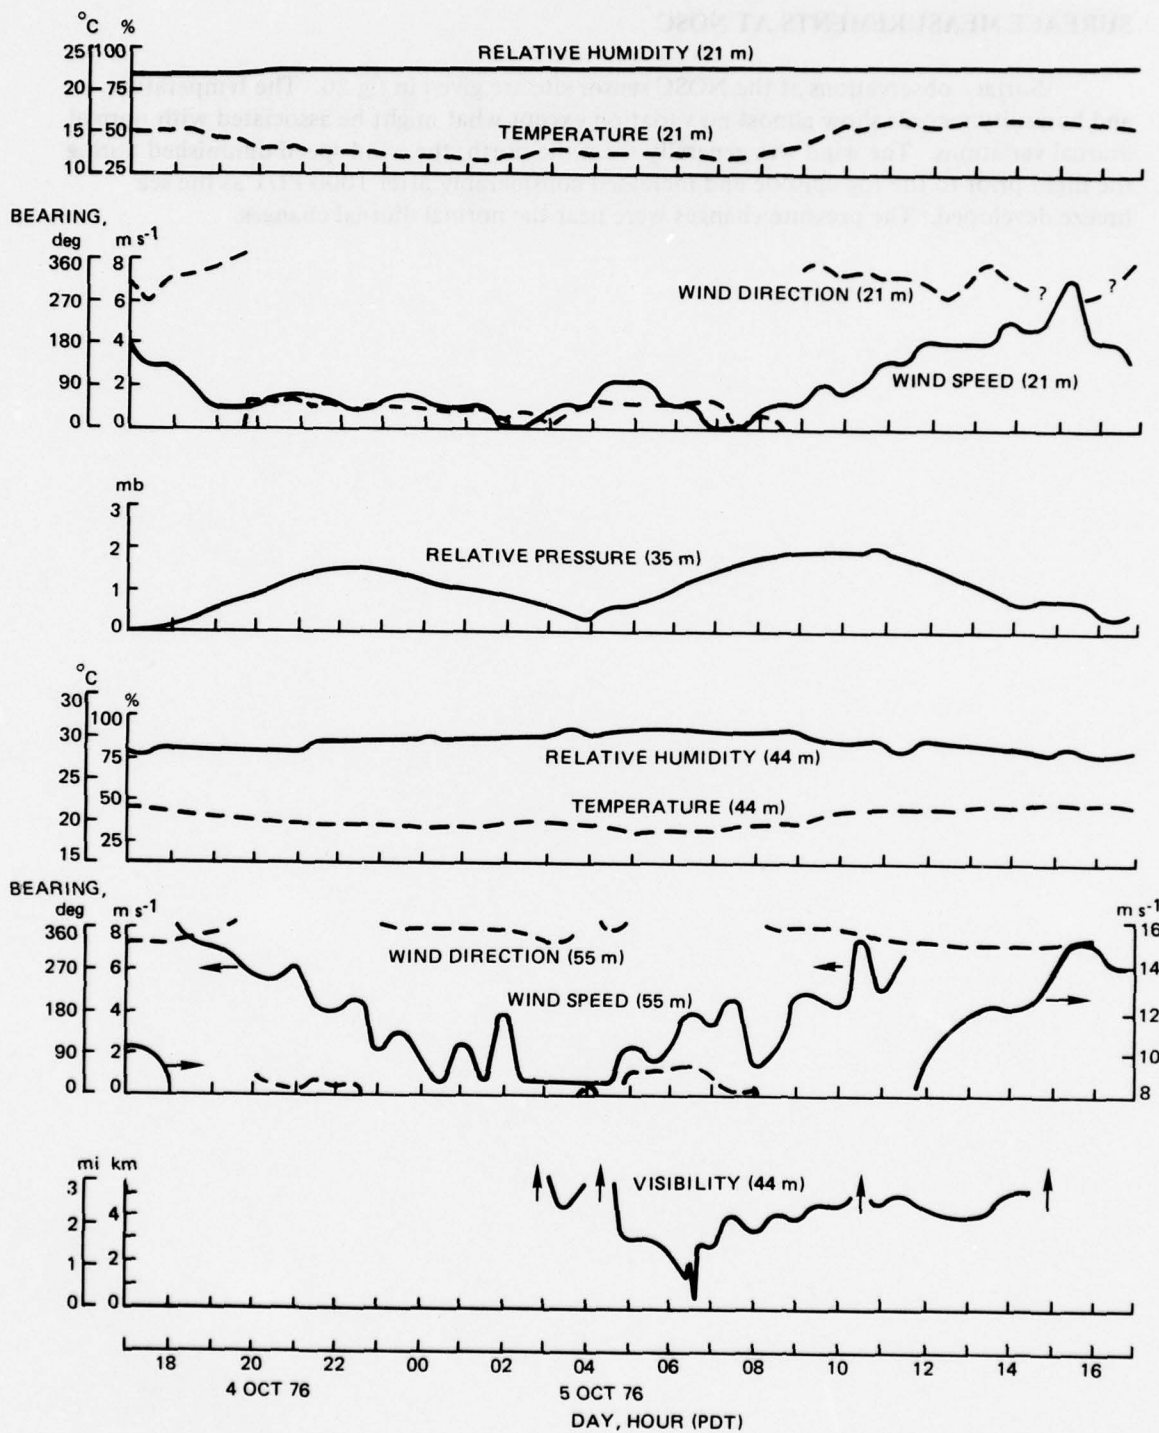 SURFACE MEASUREMENTS AT NOSC
°C %
25 100
20 75
15 50
10 25
RELATIVE HUMIDITY (21 m)
TEMPERATURE (21 m)
BEARING,
deg m s-1
360 8
270 6
180 4
90 2
0 0
WIND DIRECTION (21 m)
? ?
WIND SPEED (21 m)
mb
3
2
1
0
RELATIVE PRESSURE (35 m)
°C
30 %
100
30
75
25
50
20
25
15
RELATIVE HUMIDITY (44 m)
TEMPERATURE (44 m)
BEARING,
deg m s-1
360 8
270 6
180 4
90 2
0 0
WIND DIRECTION (55 m)
WIND SPEED (55 m)
m s-1
16
14
12
10
8
mi km
3
4
2
2
1
0 0
VISIBILITY (44 m)
18 20 22 00 02 04 06 08 10 12 14 16
4 OCT 76 5 OCT 76
DAY, HOUR (PDT)